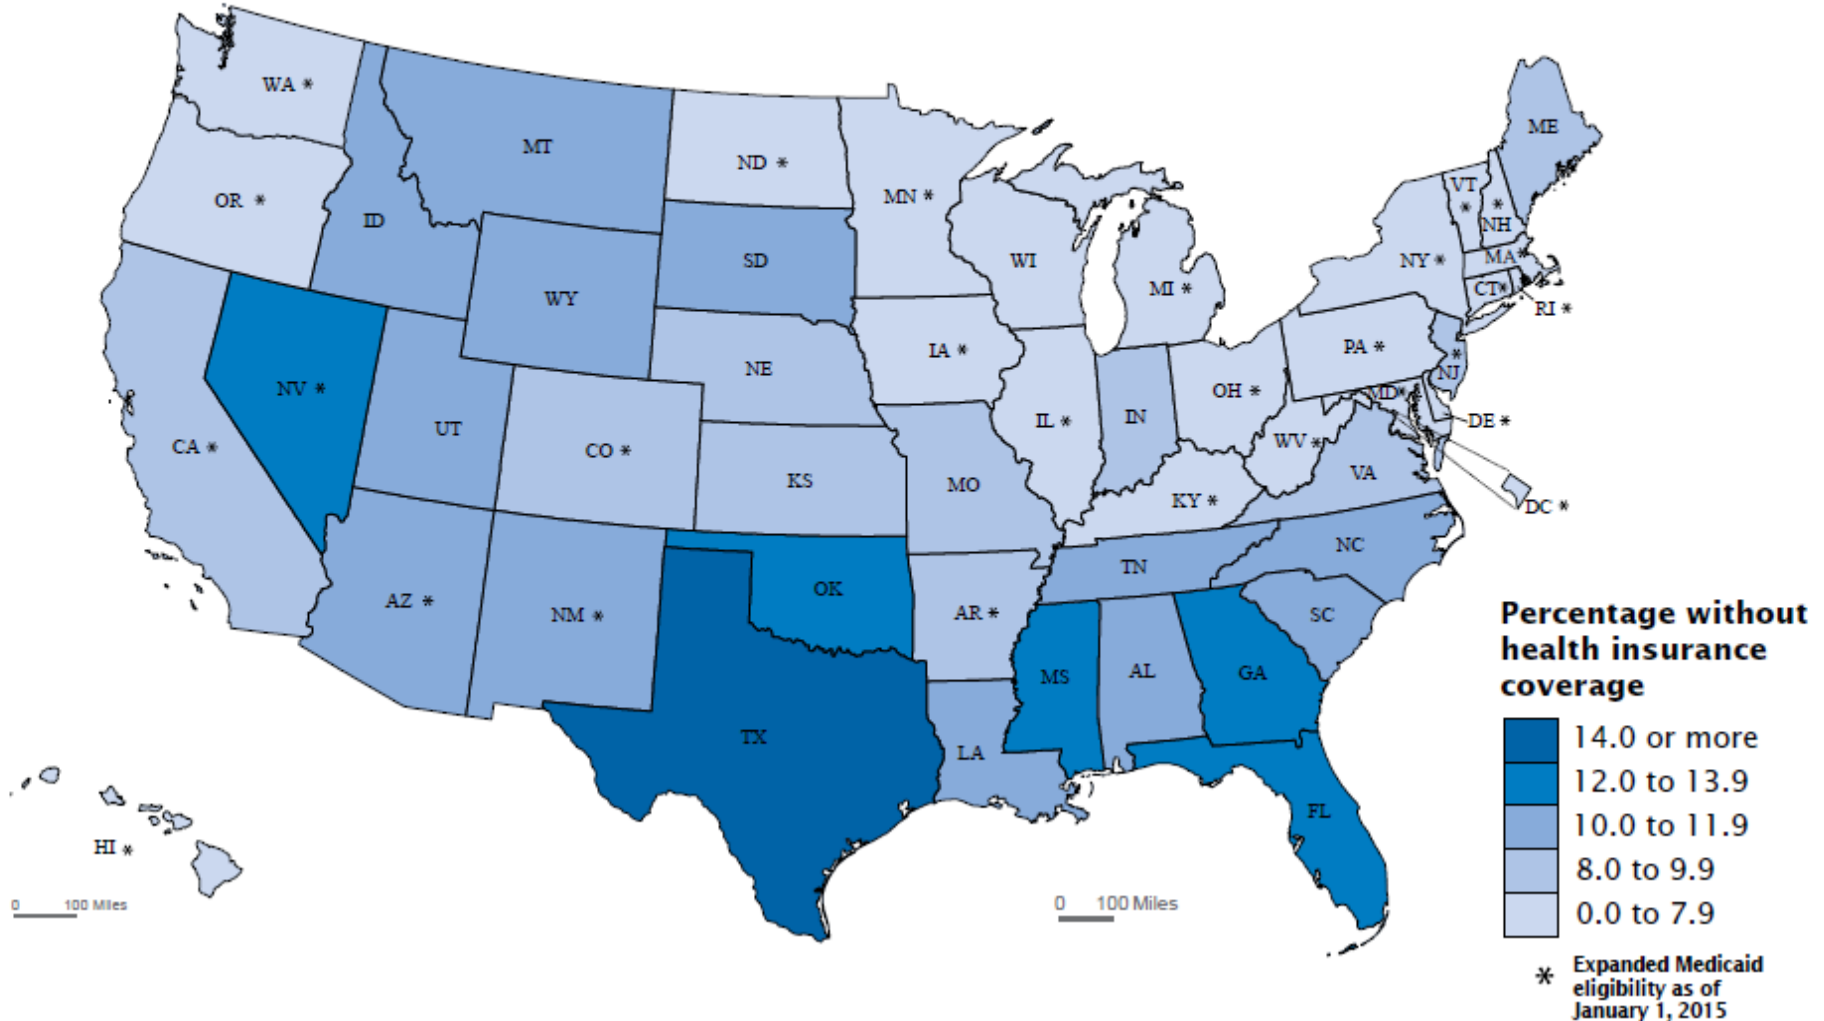 WA *
MT
ND *
MN *
OR *
ID
SD
WI
MI *
NY *
VT
*
*
NH
ME
MA*
CT*
RI *
WY
NV *
UT
CA *
CO *
NE
KS
IA *
IL *
IN
OH *
PA *
*
NJ
MD*
DE *
WV *
VA
DC *
MO
KY *
AZ *
NM *
OK
AR *
TN
NC
SC
TX
LA
MS
AL
GA
FL
HI *
0 100 Miles
0 100 Miles
Percentage without
health insurance
coverage
14.0 or more
12.0 to 13.9
10.0 to 11.9
8.0 to 9.9
0.0 to 7.9
* Expanded Medicaid
eligibility as of
January 1, 2015